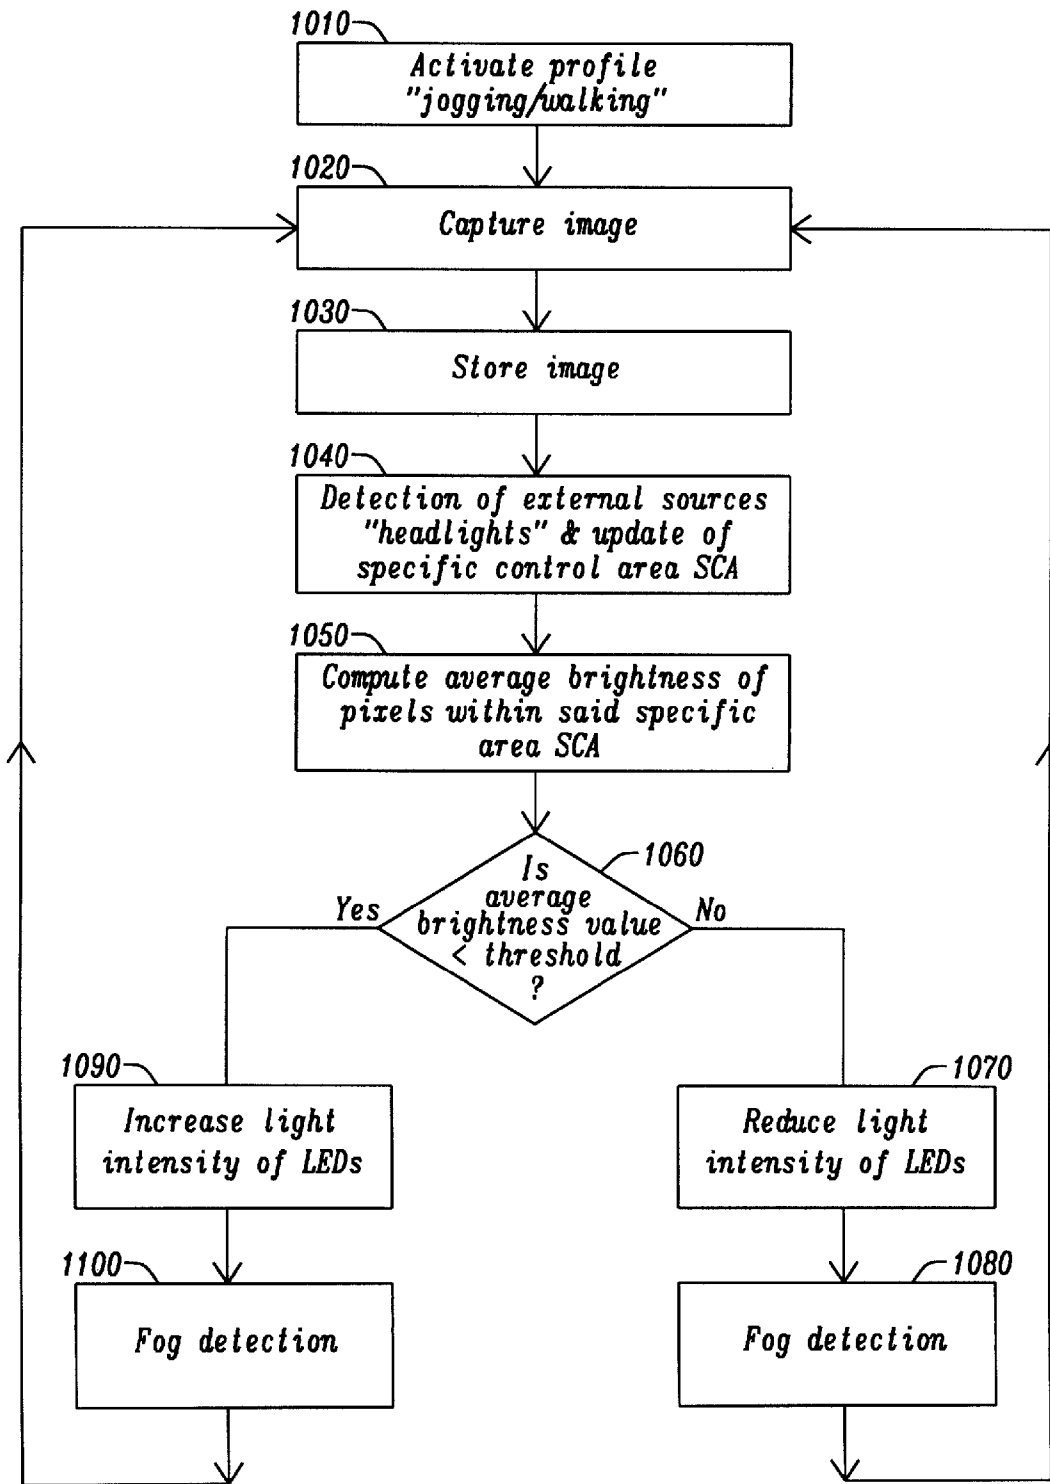 1010
Activate profile
"jogging/walking"
1020
Capture image
1030
Store image
1040
Detection of external sources
"headlights" & update of
specific control area SCA
1050
Compute average brightness of
pixels within said specific
area SCA
1060
Is
average
brightness value
< threshold
?
Yes
No
1090
Increase light
intensity of LEDs
1070
Reduce light
intensity of LEDs
1100
Fog detection
1080
Fog detection